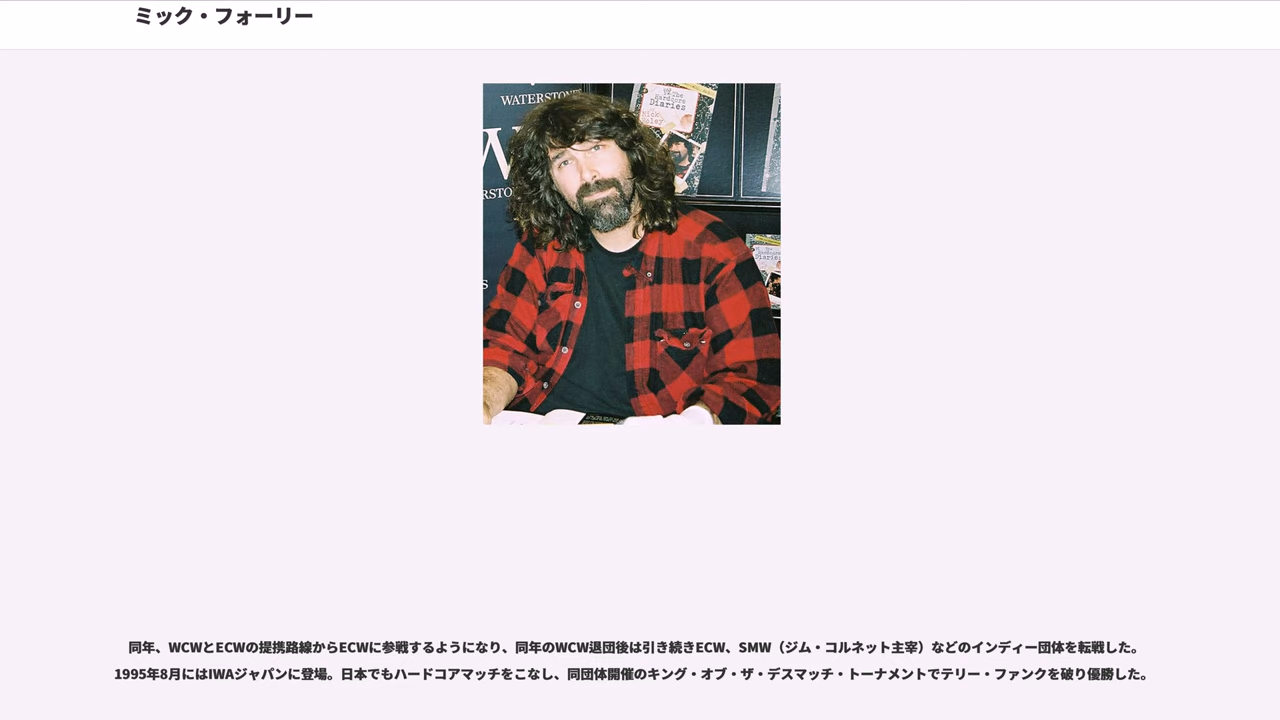 ミック・フォーリー
WATERSTONE'S
The Hardcore
Diaries
Mick
Foley
W
RSTO
Hardcore
Diaries
S
同年、WCWとECWの提携路線からECWに参戦するようになり、同年のWCW退団後は引き続きECW、SMW（ジム・コルネット主宰）などのインディー団体を転戦した。
1995年8月にはIWAジャパンに登場。日本でもハードコアマッチをこなし、同団体開催のキング・オブ・ザ・デスマッチ・トーナメントでテリー・ファンクを破り優勝した。